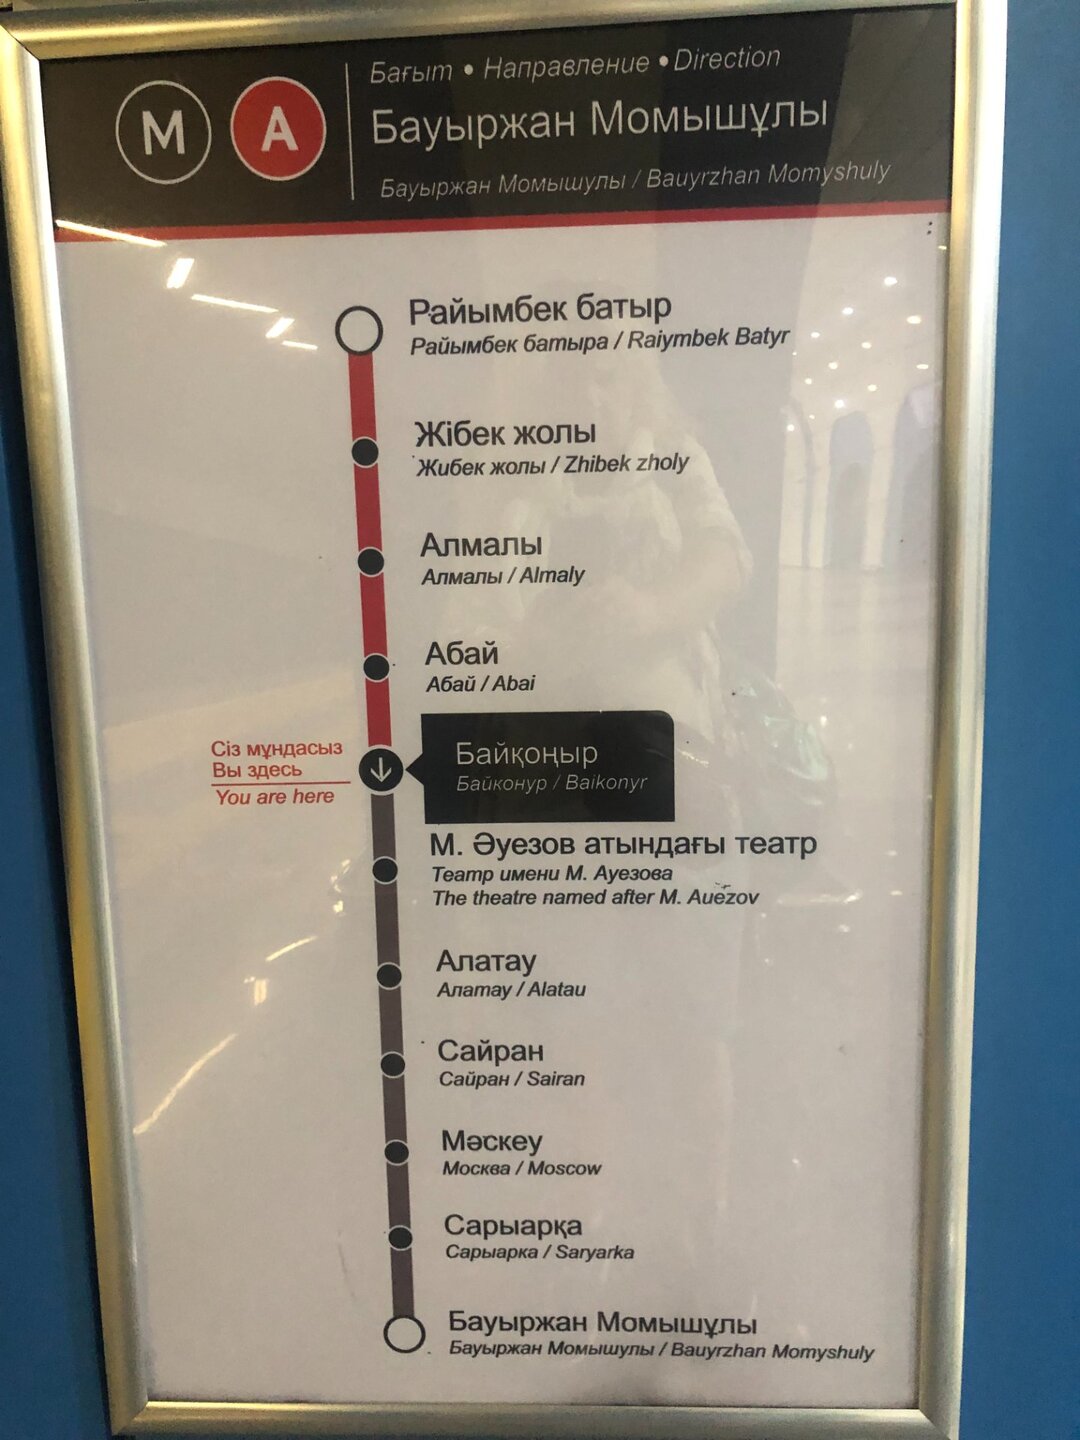 М А
Бағыт • Направление • Direction
Бауыржан Момышұлы
Бауыржан Момышулы / Bauyrzhan Momyshuly
Райымбек батыр
Райымбек батыра / Raiymbek Batyr
Жібек жолы
Жибек жолы / Zhibek zholy
Алмалы
Алмалы / Almaly
Абай
Абай / Abai
Сіз мұндасыз
Вы здесь
You are here
Байқоңыр
Байконур / Baikonyr
М. Әуезов атындағы театр
Театр имени М. Ауезова
The theatre named after M. Auezov
Алатау
Алатау / Alatau
Сайран
Сайран / Sairan
Мәскеу
Москва / Moscow
Сарыарқа
Сарыарка / Saryarka
Бауыржан Момышұлы
Бауыржан Момышулы / Bauyrzhan Momyshuly